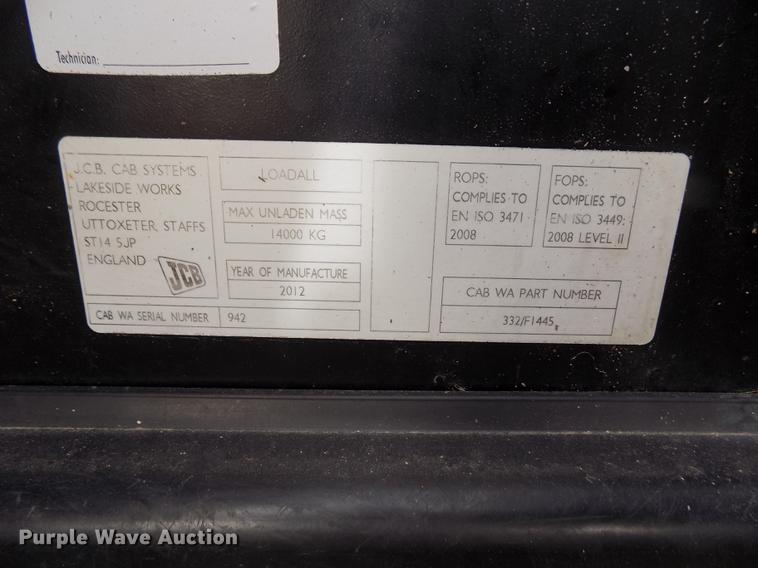 Technician:
J.C.B. CAB SYSTEMS
LAKESIDE WORKS
ROCESTER
UTTOXETER, STAFFS
ST14 5JP
ENGLAND
JCB
CAB WA SERIAL NUMBER 942
LOADALL
MAX UNLADEN MASS
14000 KG
YEAR OF MANUFACTURE
2012
ROPS:
COMPLIES TO
EN ISO 3471
2008
FOPS:
COMPLIES TO
EN ISO 3449:
2008 LEVEL II
CAB WA PART NUMBER
332/F1445
Purple Wave Auction